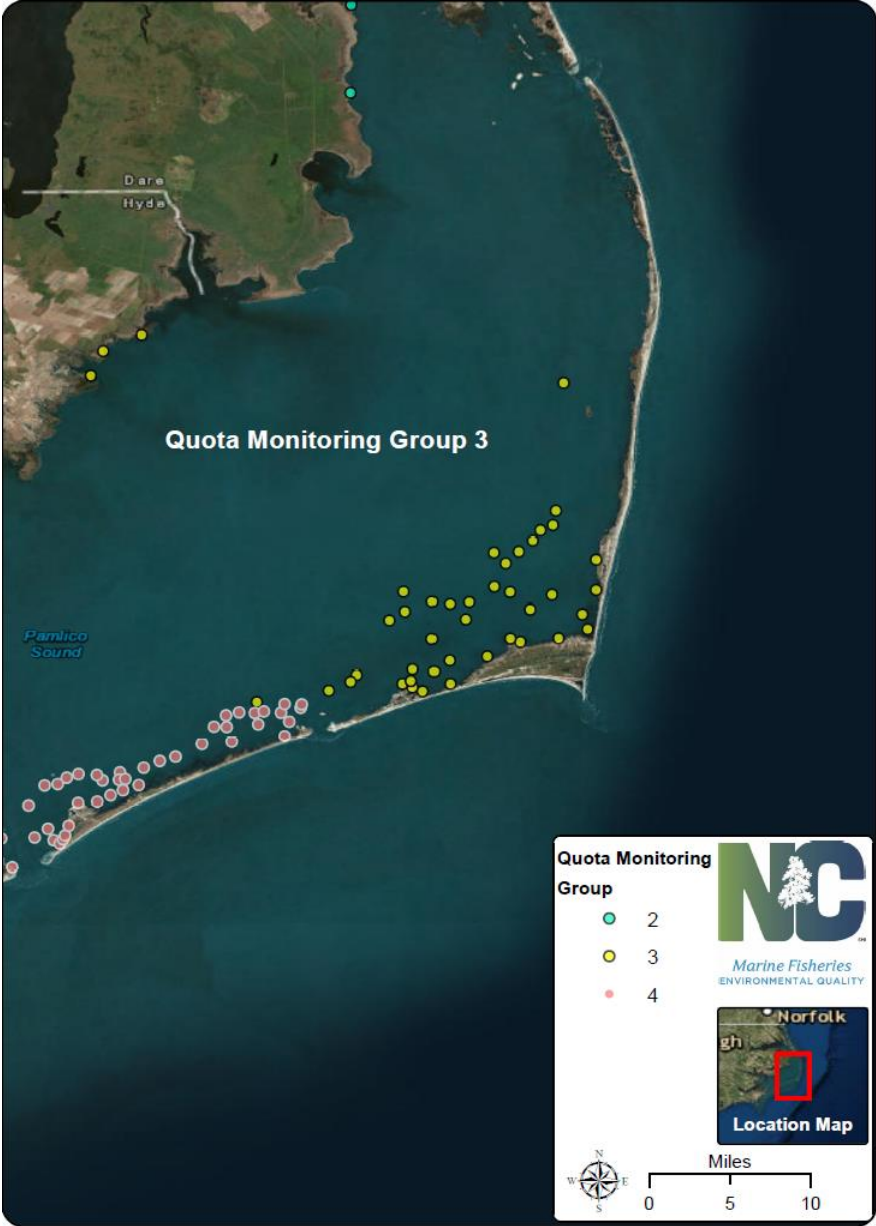 Dare
Hyde
Quota Monitoring Group 3
Pamlico
Sound
Quota Monitoring
Group
2
3
4
NC
Marine Fisheries
ENVIRONMENTAL QUALITY
Norfolk
gh
Location Map
N
W E
S
Miles
0 5 10